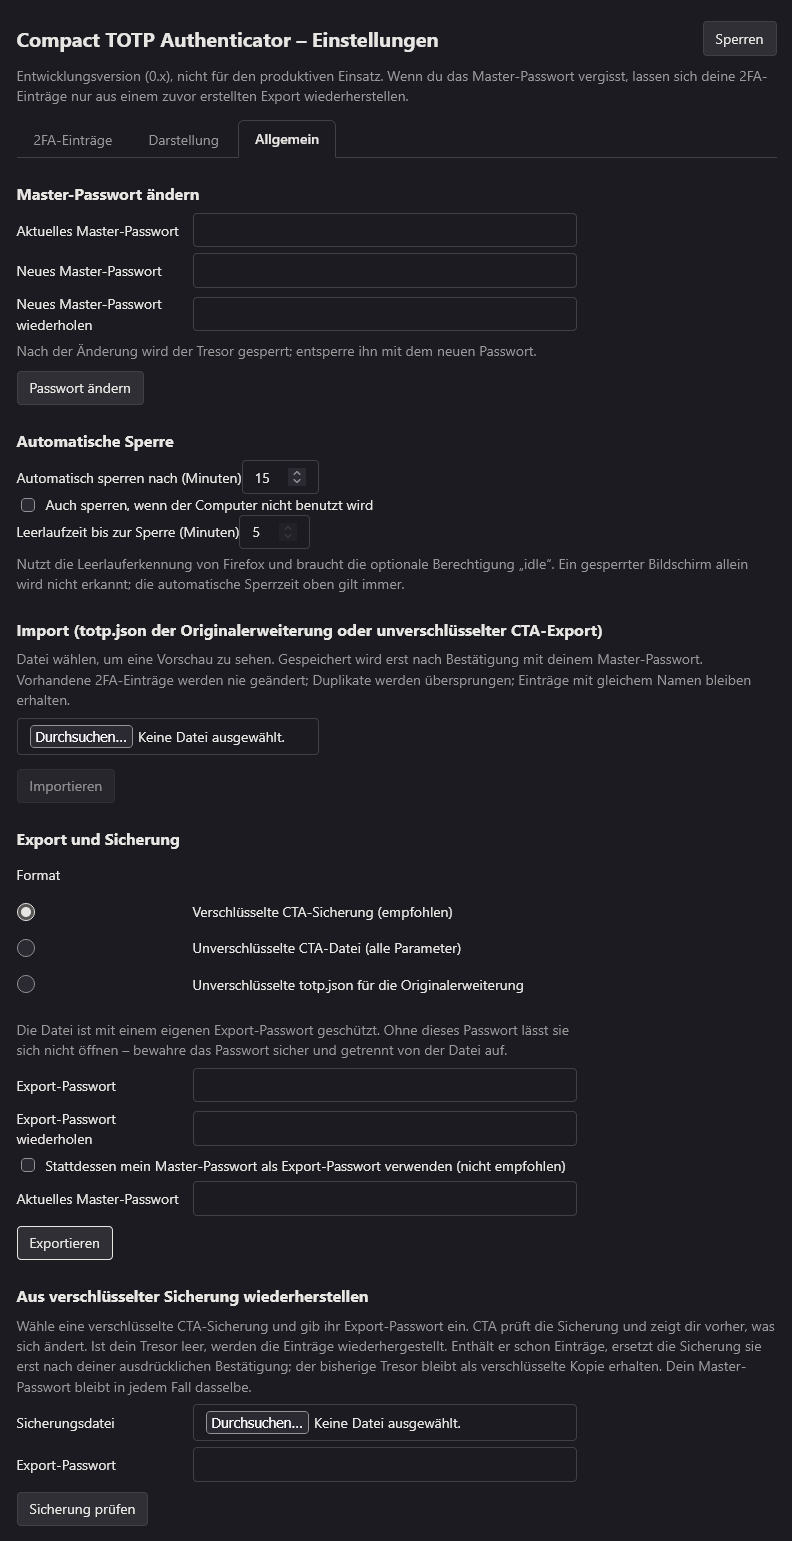 Compact TOTP Authenticator – Einstellungen
Sperren
Entwicklungsversion (0.x), nicht für den produktiven Einsatz. Wenn du das Master-Passwort vergisst, lassen sich deine 2FA-
Einträge nur aus einem zuvor erstellten Export wiederherstellen.
2FA-Einträge
Darstellung
Allgemein
Master-Passwort ändern
Aktuelles Master-Passwort
Neues Master-Passwort
Neues Master-Passwort
wiederholen
Nach der Änderung wird der Tresor gesperrt; entsperre ihn mit dem neuen Passwort.
Passwort ändern
Automatische Sperre
Automatisch sperren nach (Minuten) 15
Auch sperren, wenn der Computer nicht benutzt wird
Leerlaufzeit bis zur Sperre (Minuten) 5
Nutzt die Leerlauferkennung von Firefox und braucht die optionale Berechtigung „idle“. Ein gesperrter Bildschirm allein
wird nicht erkannt; die automatische Sperrzeit oben gilt immer.
Import (totp.json der Originalerweiterung oder unverschlüsselter CTA-Export)
Datei wählen, um eine Vorschau zu sehen. Gespeichert wird erst nach Bestätigung mit deinem Master-Passwort.
Vorhandene 2FA-Einträge werden nie geändert; Duplikate werden übersprungen; Einträge mit gleichem Namen bleiben
erhalten.
Durchsuchen... Keine Datei ausgewählt.
Importieren
Export und Sicherung
Format
Verschlüsselte CTA-Sicherung (empfohlen)
Unverschlüsselte CTA-Datei (alle Parameter)
Unverschlüsselte totp.json für die Originalerweiterung
Die Datei ist mit einem eigenen Export-Passwort geschützt. Ohne dieses Passwort lässt sie
sich nicht öffnen – bewahre das Passwort sicher und getrennt von der Datei auf.
Export-Passwort
Export-Passwort
wiederholen
Stattdessen mein Master-Passwort als Export-Passwort verwenden (nicht empfohlen)
Aktuelles Master-Passwort
Exportieren
Aus verschlüsselter Sicherung wiederherstellen
Wähle eine verschlüsselte CTA-Sicherung und gib ihr Export-Passwort ein. CTA prüft die Sicherung und zeigt dir vorher, was
sich ändert. Ist dein Tresor leer, werden die Einträge wiederhergestellt. Enthält er schon Einträge, ersetzt die Sicherung sie
erst nach deiner ausdrücklichen Bestätigung; der bisherige Tresor bleibt als verschlüsselte Kopie erhalten. Dein Master-
Passwort bleibt in jedem Fall dasselbe.
Sicherungsdatei
Durchsuchen... Keine Datei ausgewählt.
Export-Passwort
Sicherung prüfen